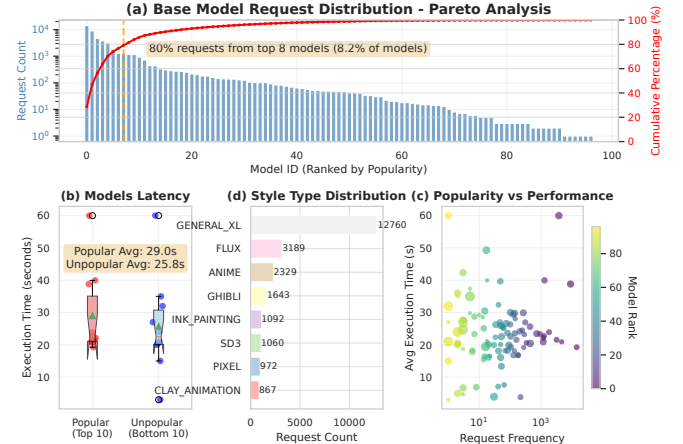 (a) Base Model Request Distribution - Pareto Analysis
Request Count
10⁴
10³
10²
10¹
10⁰
80% requests from top 8 models (8.2% of models)
100
80
60
40
20
0
Cumulative Percentage (%)
0 20 40 60 80 100
Model ID (Ranked by Popularity)
(b) Models Latency
Execution Time (seconds)
60
50
40
30
20
10
Popular Avg: 29.0s
Unpopular Avg: 25.8s
Popular
(Top 10)
Unpopular
(Bottom 10)
(d) Style Type Distribution
GENERAL_XL 12760
FLUX 3189
ANIME 2329
GHIBLI 1643
INK_PAINTING 1092
SD3 1060
PIXEL 972
CLAY_ANIMATION 867
0 5000 10000
Request Count
(c) Popularity vs Performance
Avg Execution Time (s)
60
50
40
30
20
10
10¹ 10³
Request Frequency
80
60
40
20
0
Model Rank